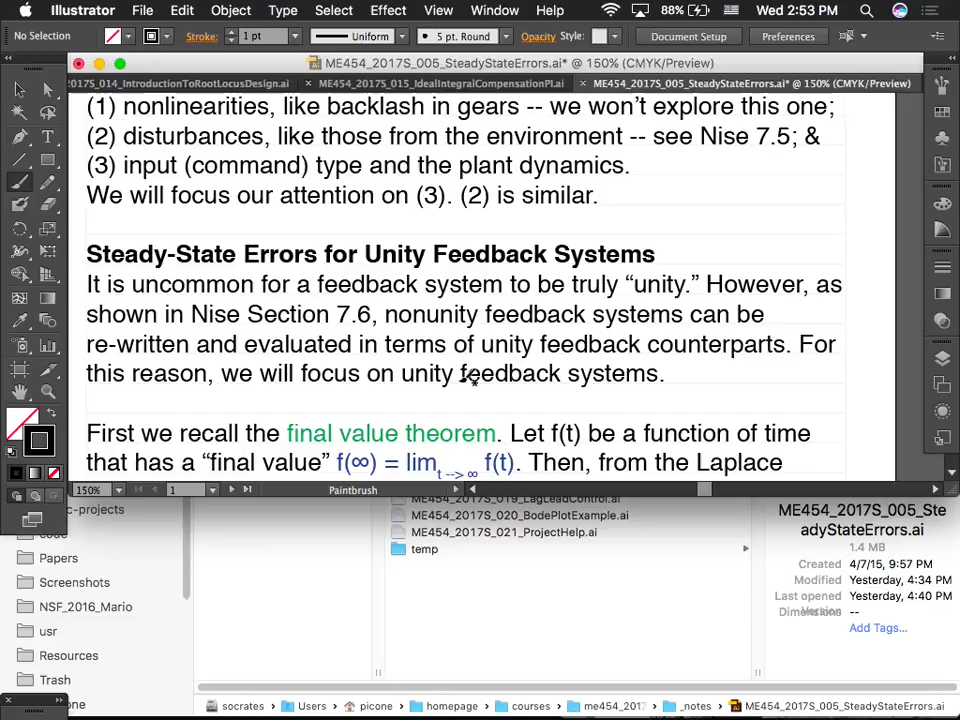 Illustrator File Edit Object Type Select Effect View Window Help 88% Wed 2:53 PM
No Selection Stroke: 1 pt Uniform 5 pt. Round Opacity Style: Document Setup Preferences
ME454_2017S_005_SteadyStateErrors.ai* @ 150% (CMYK/Preview)
2017S_014_IntroductionToRootLocusDesign.ai ME454_2017S_015_IdealIntegralCompensationPI.ai ME454_2017S_005_SteadyStateErrors.ai* @ 150% (CMYK/Preview)
(1) nonlinearities, like backlash in gears -- we won't explore this one;
(2) disturbances, like those from the environment -- see Nise 7.5; &
(3) input (command) type and the plant dynamics.
We will focus our attention on (3). (2) is similar.
Steady-State Errors for Unity Feedback Systems
It is uncommon for a feedback system to be truly “unity.” However, as
shown in Nise Section 7.6, nonunity feedback systems can be
re-written and evaluated in terms of unity feedback counterparts. For
this reason, we will focus on unity feedback systems.
First we recall the final value theorem. Let f(t) be a function of time
that has a “final value” f(∞) = lim t --> ∞ f(t). Then, from the Laplace
150% 1 Paintbrush
c-projects
code
Papers
Screenshots
NSF_2016_Mario
usr
Resources
Trash
ME454_2017S_019_LagLeadControl.ai
ME454_2017S_020_BodePlotExample.ai
ME454_2017S_021_ProjectHelp.ai
temp
ME454_2017S_005_Ste
adyStateErrors.ai
1.4 MB
Created 4/7/15, 9:57 PM
Modified Yesterday, 4:34 PM
Last opened Yesterday, 4:40 PM
Dimensions --
Add Tags...
socrates Users picone homepage courses me454_201 _notes ME454_2017S_005_SteadyStateErrors.ai